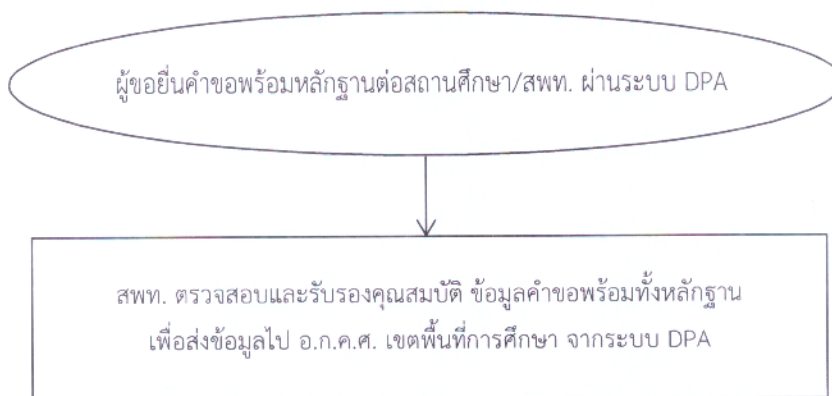 ผู้ขอยื่นคำขอพร้อมหลักฐานต่อสถานศึกษา/สพท. ผ่านระบบ DPA
สพท. ตรวจสอบและรับรองคุณสมบัติ ข้อมูลคำขอพร้อมทั้งหลักฐาน
เพื่อส่งข้อมูลไป อ.ก.ค.ศ. เขตพื้นที่การศึกษา จากระบบ DPA